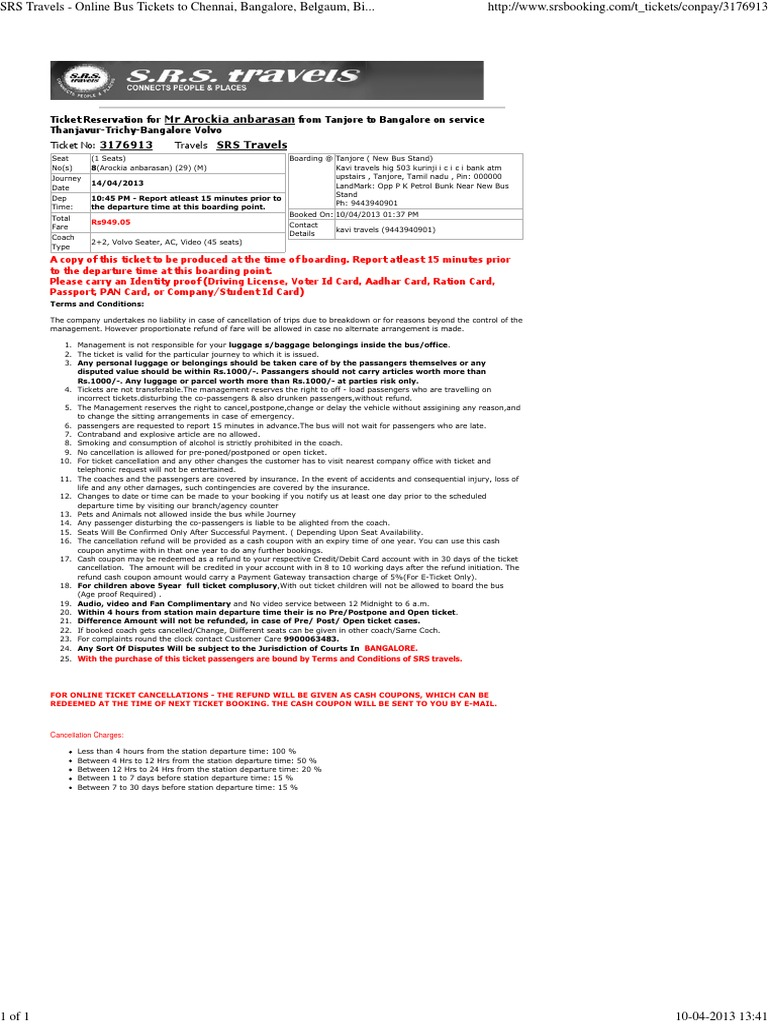 SRS Travels - Online Bus Tickets to Chennai, Bangalore, Belgaum, Bi...
http://www.srsbooking.com/t_tickets/conpay/3176913
S.R.S. travels
CONNECTS PEOPLE & PLACES
S.R.S. travels
CONNECTS PEOPLE & PLACES
Ticket Reservation for Mr Arockia anbarasan from Tanjore to Bangalore on service
Thanjavur-Trichy-Bangalore Volvo
Ticket No: 3176913 Travels SRS Travels
Seat No(s)
(1 Seats)
8(Arockia anbarasan) (29) (M)
Journey Date
14/04/2013
Dep Time:
10:45 PM - Report atleast 15 minutes prior to
the departure time at this boarding point.
Total Fare
Rs949.05
Coach Type
2+2, Volvo Seater, AC, Video (45 seats)
Boarding @
Tanjore ( New Bus Stand)
Kavi travels hig 503 kurinji i c i c i bank atm
upstairs , Tanjore, Tamil nadu , Pin: 000000
LandMark: Opp P K Petrol Bunk Near New Bus
Stand
Ph: 9443940901
Booked On: 10/04/2013 01:37 PM
Contact Details
kavi travels (9443940901)
A copy of this ticket to be produced at the time of boarding. Report atleast 15 minutes prior
to the departure time at this boarding point.
Please carry an Identity proof (Driving License, Voter Id Card, Aadhar Card, Ration Card,
Passport, PAN Card, or Company/Student Id Card)
Terms and Conditions:
The company undertakes no liability in case of cancellation of trips due to breakdown or for reasons beyond the control of the
management. However proportionate refund of fare will be allowed in case no alternate arrangement is made.
1. Management is not responsible for your luggage s/baggage belongings inside the bus/office.
2. The ticket is valid for the particular journey to which it is issued.
3. Any personal luggage or belongings should be taken care of by the passangers themselves or any
disputed value should be within Rs.1000/-. Passangers should not carry articles worth more than
Rs.1000/-. Any luggage or parcel worth more than Rs.1000/- at parties risk only.
4. Tickets are not transferable.The management reserves the right to off - load passengers who are travelling on
incorrect tickets.disturbing the co-passengers & also drunken passengers,without refund.
5. The Management reserves the right to cancel,postpone,change or delay the vehicle without assigining any reason,and
to change the sitting arrangements in case of emergency.
6. passengers are requested to report 15 minutes in advance.The bus will not wait for passengers who are late.
7. Contraband and explosive article are no allowed.
8. Smoking and consumption of alcohol is strictly prohibited in the coach.
9. No cancellation is allowed for pre-poned/postponed or open ticket.
10. For ticket cancellation and any other changes the customer has to visit nearest company office with ticket and
telephonic request will not be entertained.
11. The coaches and the passengers are covered by insurance. In the event of accidents and consequential injury, loss of
life and any other damages, such contingencies are covered by the insurance.
12. Changes to date or time can be made to your booking if you notify us at least one day prior to the scheduled
departure time by visiting our branch/agency counter
13. Pets and Animals not allowed inside the bus while Journey
14. Any passenger disturbing the co-passengers is liable to be alighted from the coach.
15. Seats Will Be Confirmed Only After Successful Payment. ( Depending Upon Seat Availability.
16. The cancellation refund will be provided as a cash coupon with an expiry time of one year. You can use this cash
coupon anytime with in that one year to do any further bookings.
17. Cash coupon may be redeemed as a refund to your respective Credit/Debit Card account with in 30 days of the ticket
cancellation. The amount will be credited in your account with in 8 to 10 working days after the refund initiation. The
refund cash coupon amount would carry a Payment Gateway transaction charge of 5%(For E-Ticket Only).
18. For children above 5year full ticket complusory,With out ticket children will not be allowed to board the bus
(Age proof Required) .
19. Audio, video and Fan Complimentary and No video service between 12 Midnight to 6 a.m.
20. Within 4 hours from station main departure time their is no Pre/Postpone and Open ticket.
21. Difference Amount will not be refunded, in case of Pre/ Post/ Open ticket cases.
22. If booked coach gets cancelled/Change, Diifferent seats can be given in other coach/Same Coch.
23. For complaints round the clock contact Customer Care 9900063483.
24. Any Sort Of Disputes Will be subject to the Jurisdiction of Courts In BANGALORE.
25. With the purchase of this ticket passengers are bound by Terms and Conditions of SRS travels.
FOR ONLINE TICKET CANCELLATIONS - THE REFUND WILL BE GIVEN AS CASH COUPONS, WHICH CAN BE
REDEEMED AT THE TIME OF NEXT TICKET BOOKING. THE CASH COUPON WILL BE SENT TO YOU BY E-MAIL.
Cancellation Charges:
• Less than 4 hours from the station departure time: 100 %
• Between 4 Hrs to 12 Hrs from the station departure time: 50 %
• Between 12 Hrs to 24 Hrs from the station departure time: 20 %
• Between 1 to 7 days before station departure time: 15 %
• Between 7 to 30 days before station departure time: 15 %
1 of 1
10-04-2013 13:41